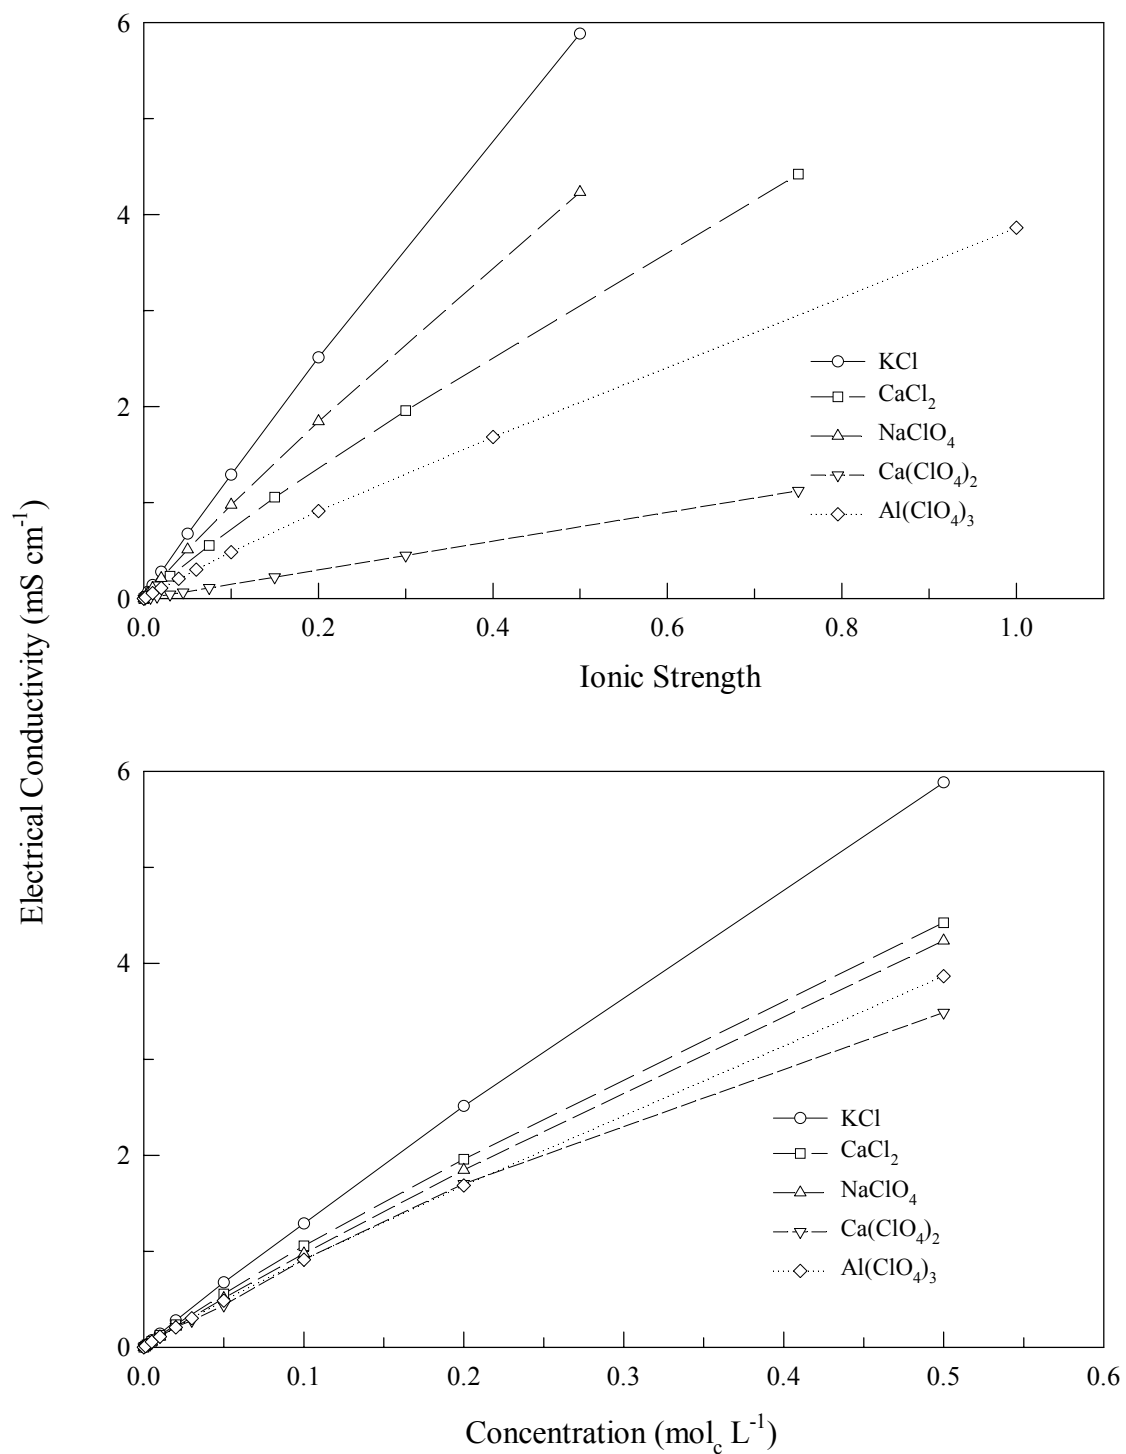 6
4
2
0
0.0 0.2 0.4 0.6 0.8 1.0
Ionic Strength
KCl
CaCl₂
NaClO₄
Ca(ClO₄)₂
Al(ClO₄)₃
Electrical Conductivity (mS cm⁻¹)
6
4
2
0
0.0 0.1 0.2 0.3 0.4 0.5 0.6
Concentration (mol_c L⁻¹)
KCl
CaCl₂
NaClO₄
Ca(ClO₄)₂
Al(ClO₄)₃